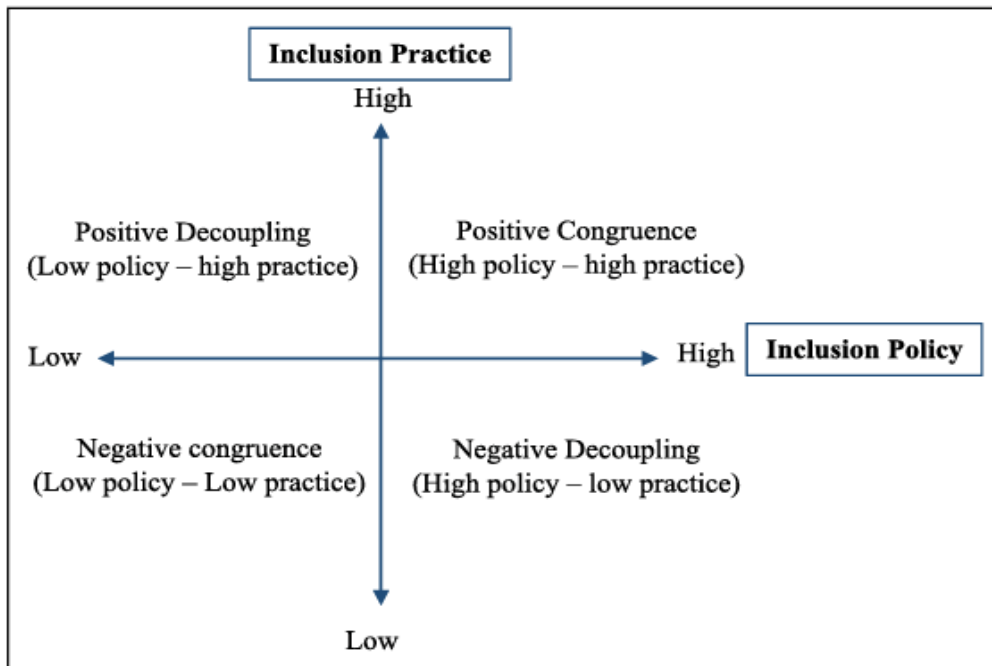 Inclusion Practice
High
Positive Decoupling
(Low policy – high practice)
Positive Congruence
(High policy – high practice)
Low
High
Inclusion Policy
Negative congruence
(Low policy – Low practice)
Negative Decoupling
(High policy – low practice)
Low